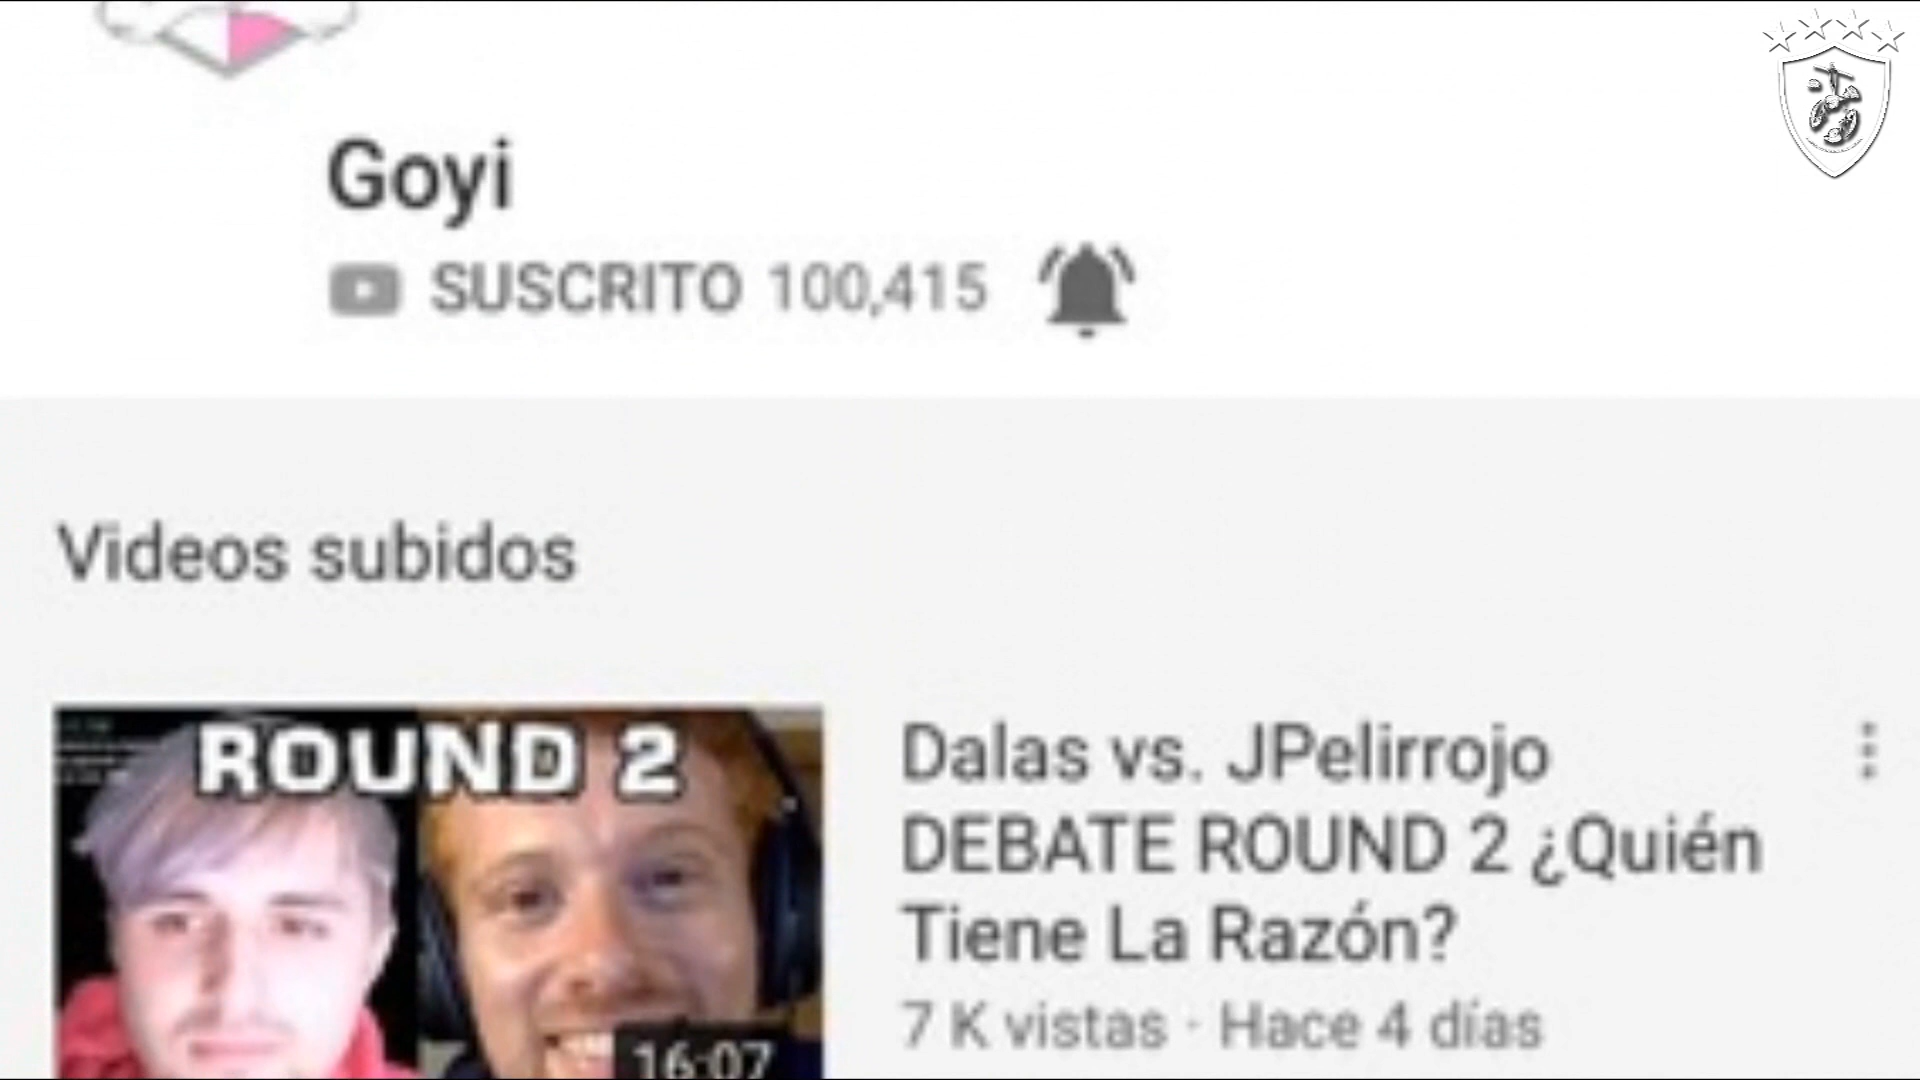 Goyi
SUSCRITO 100,415
Videos subidos
ROUND 2
16:07
Dalas vs. JPelirrojo
DEBATE ROUND 2 ¿Quién
Tiene La Razón?
7 K vistas · Hace 4 días